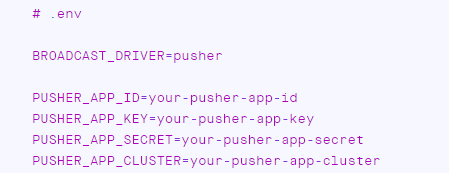 # .env
BROADCAST_DRIVER=pusher
PUSHER_APP_ID=your-pusher-app-id
PUSHER_APP_KEY=your-pusher-app-key
PUSHER_APP_SECRET=your-pusher-app-secret
PUSHER_APP_CLUSTER=your-pusher-app-cluster